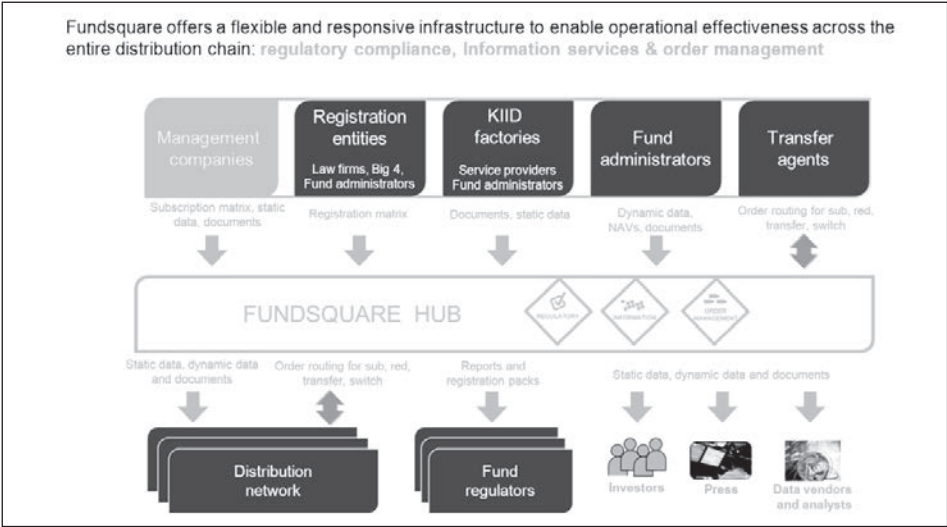 Fundsquare offers a flexible and responsive infrastructure to enable operational effectiveness across the
entire distribution chain: regulatory compliance, Information services & order management
Management
companies
Registration
entities
Law firms, Big 4,
Fund administrators
KIID
factories
Service providers
Fund administrators
Fund
administrators
Transfer
agents
Subscription matrix, static
data, documents
Registration matrix
Documents, static data
Dynamic data,
NAVs, documents
Order routing for sub, red,
transfer, switch
FUNDSQUARE HUB
REGULATORY
INFORMATION
ORDER
MANAGEMENT
Static data, dynamic data
and documents
Order routing for sub, red,
transfer, switch
Reports and
registration packs
Static data, dynamic data and documents
Distribution
network
Fund
regulators
Investors
Press
Data vendors
and analysts